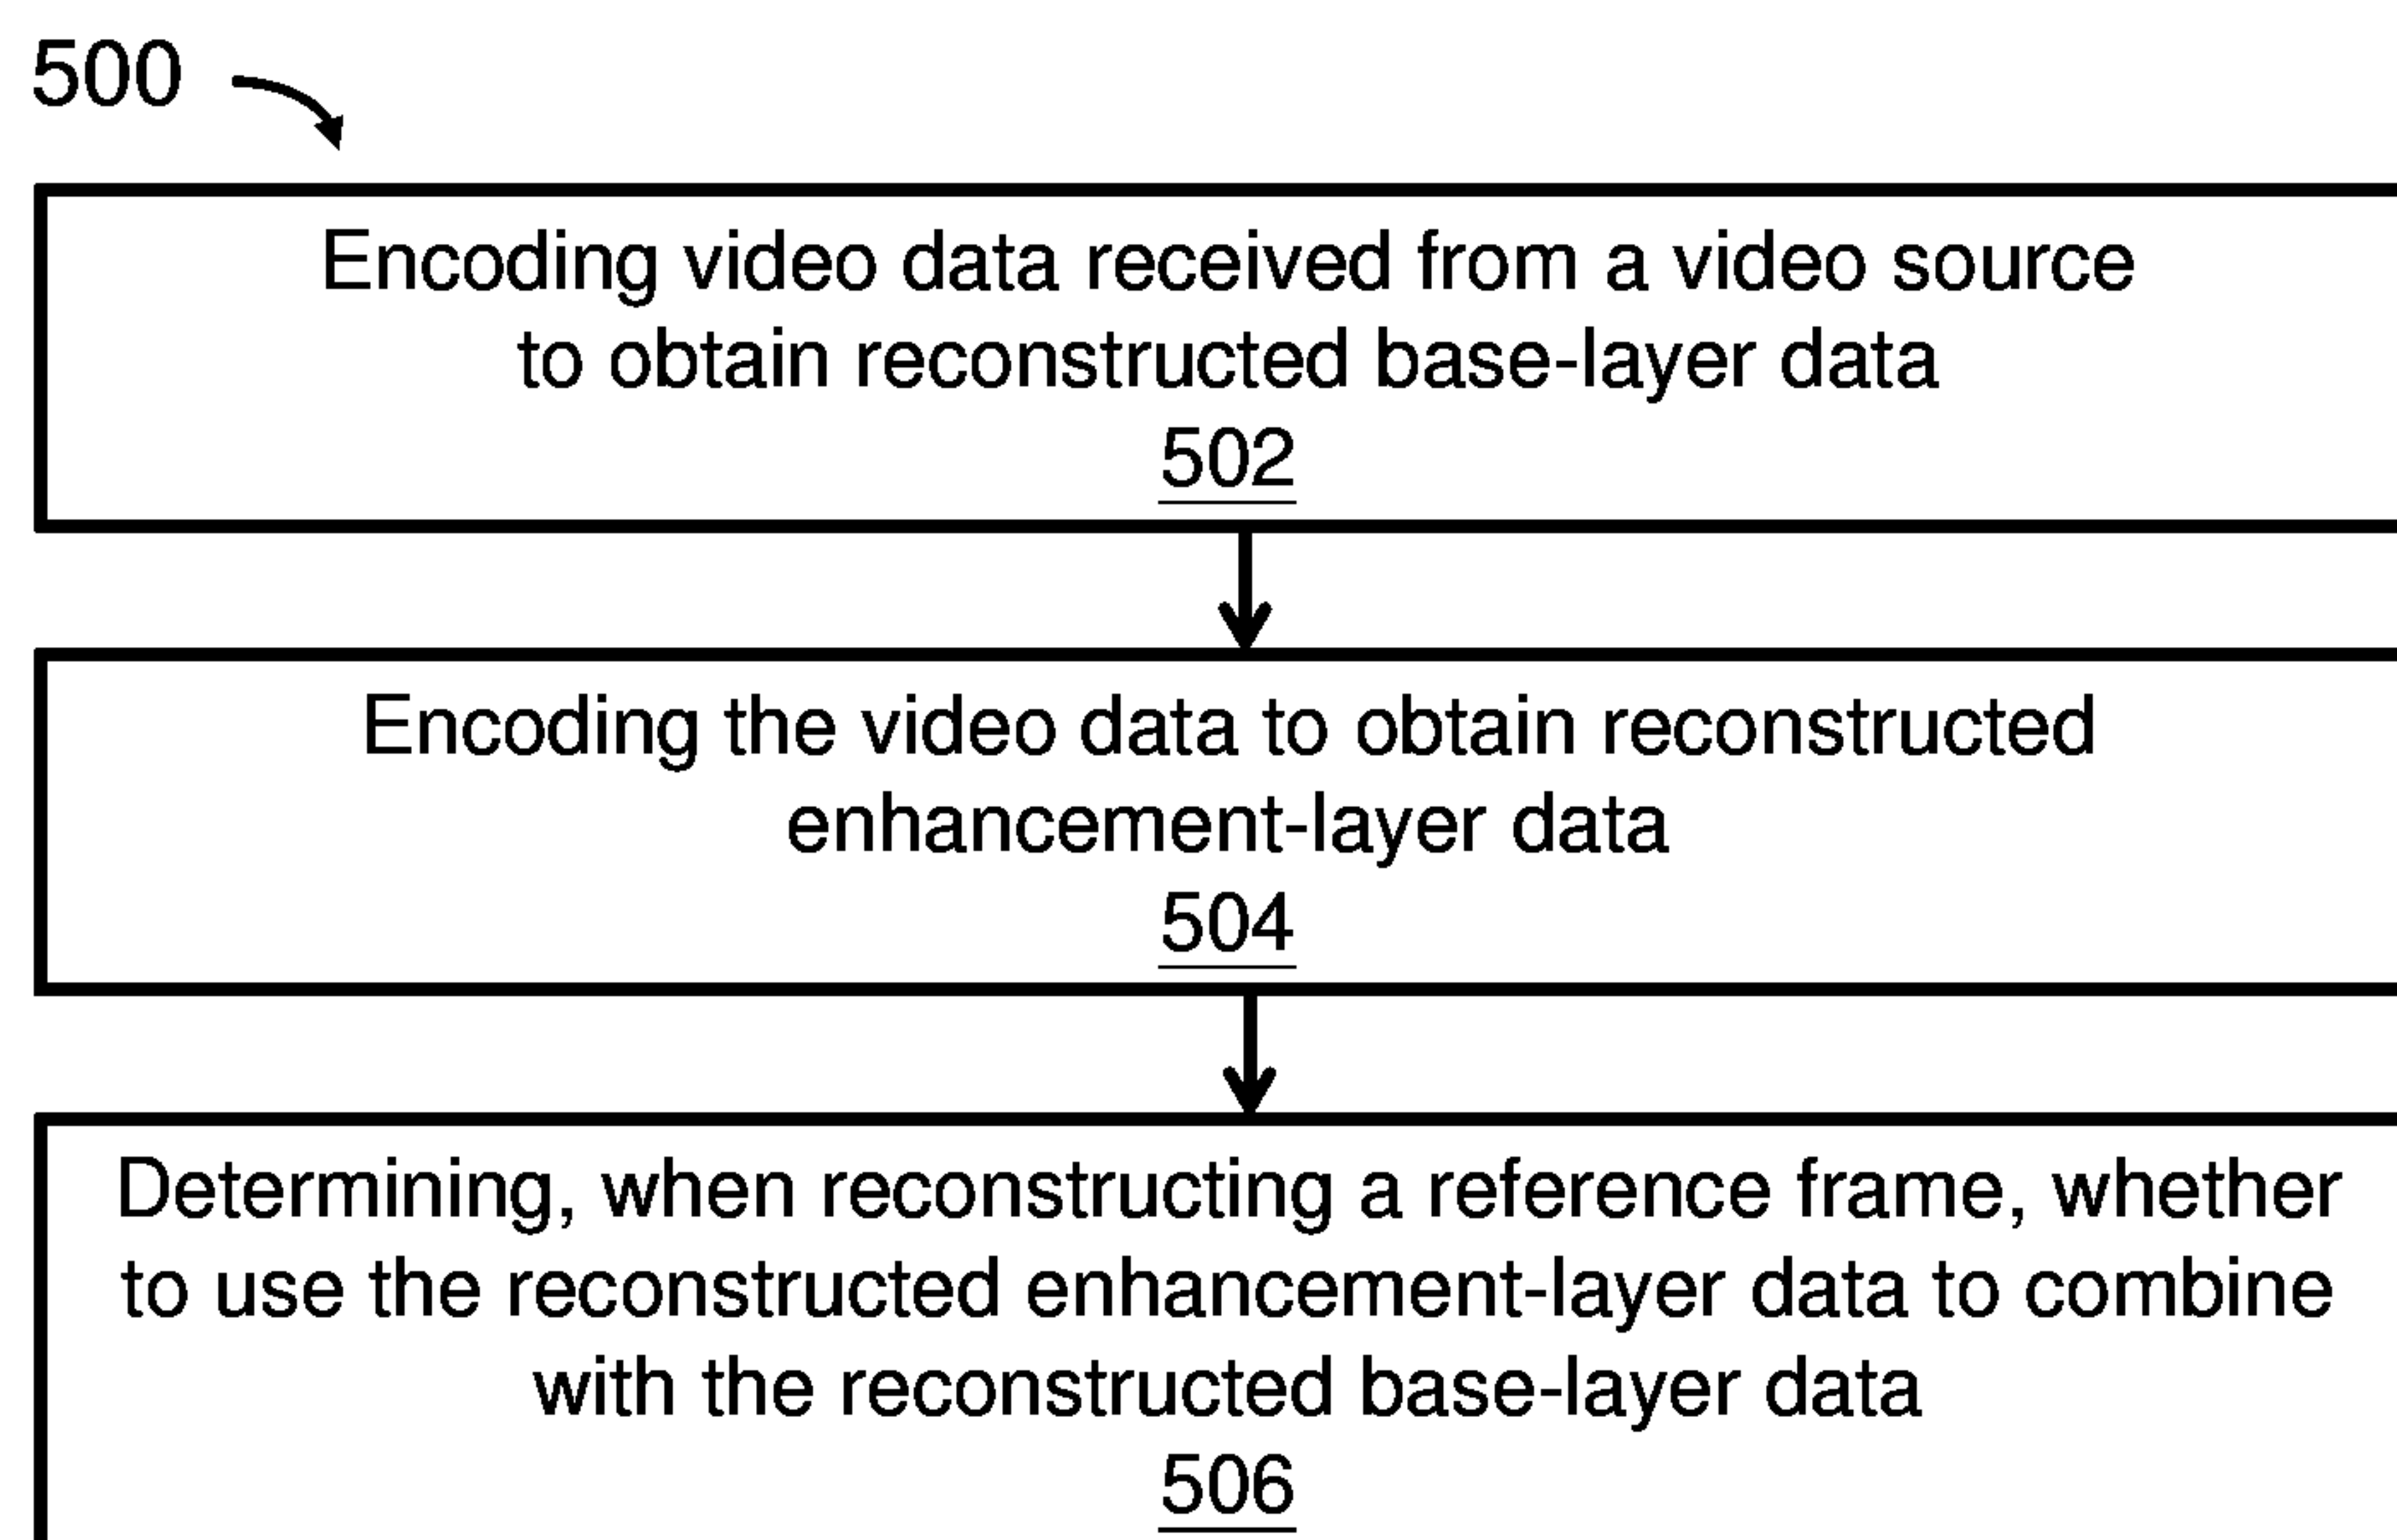 500
Encoding video data received from a video source
to obtain reconstructed base-layer data
502
Encoding the video data to obtain reconstructed
enhancement-layer data
504
Determining, when reconstructing a reference frame, whether
to use the reconstructed enhancement-layer data to combine
with the reconstructed base-layer data
506